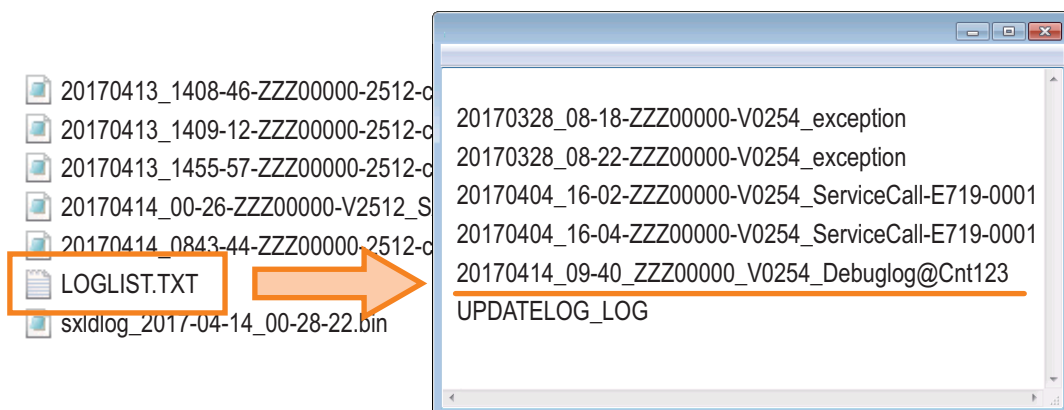 20170413_1408-46-ZZZ00000-2512-c
20170413_1409-12-ZZZ00000-2512-c
20170413_1455-57-ZZZ00000-2512-c
20170414_00-26-ZZZ00000-V2512_S
20170414_0843-44-ZZZ00000-2512-c
LOGLIST.TXT
sxldlog_2017-04-14_00-28-22.bin
20170328_08-18-ZZZ00000-V0254_exception
20170328_08-22-ZZZ00000-V0254_exception
20170404_16-02-ZZZ00000-V0254_ServiceCall-E719-0001
20170404_16-04-ZZZ00000-V0254_ServiceCall-E719-0001
20170414_09-40_ZZZ00000_V0254_Debuglog@Cnt123
UPDATELOG_LOG